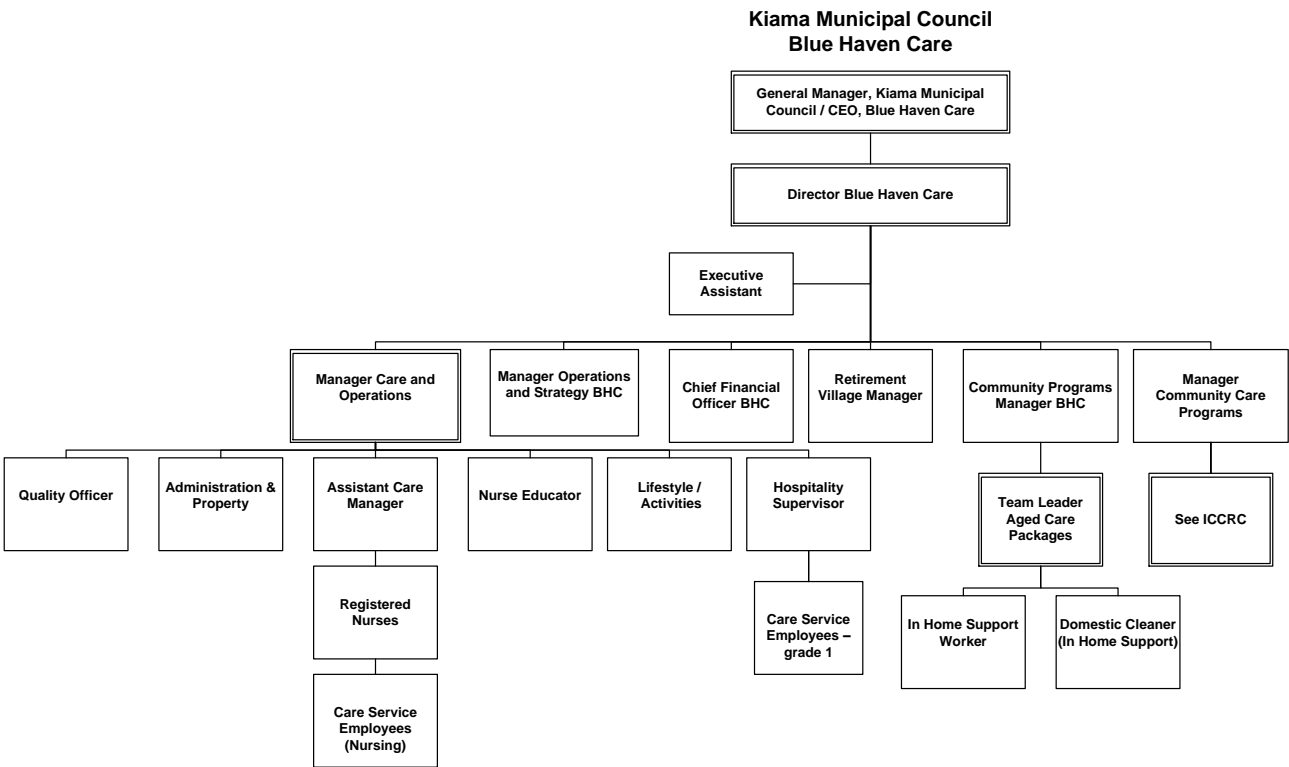 Kiama Municipal Council
Blue Haven Care
General Manager, Kiama Municipal
Council / CEO, Blue Haven Care
Director Blue Haven Care
Executive
Assistant
Manager Care and
Operations
Manager Operations
and Strategy BHC
Chief Financial
Officer BHC
Retirement
Village Manager
Community Programs
Manager BHC
Manager
Community Care
Programs
Quality Officer
Administration &
Property
Assistant Care
Manager
Nurse Educator
Lifestyle /
Activities
Hospitality
Supervisor
Team Leader
Aged Care
Packages
See ICCRC
Registered
Nurses
Care Service
Employees –
grade 1
In Home Support
Worker
Domestic Cleaner
(In Home Support)
Care Service
Employees
(Nursing)